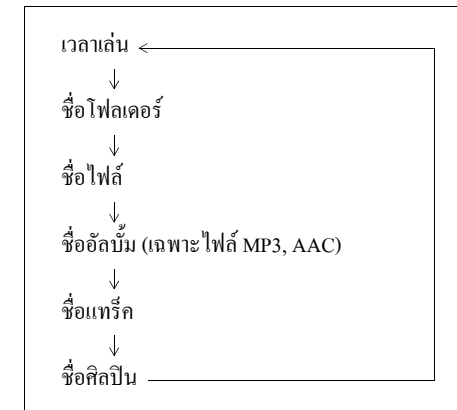 เวลาเล่น
ชื่อโฟลเดอร์
ชื่อไฟล์
ชื่ออัลบั้ม (เฉพาะไฟล์ MP3, AAC)
ชื่อแทร็ค
ชื่อศิลปิน